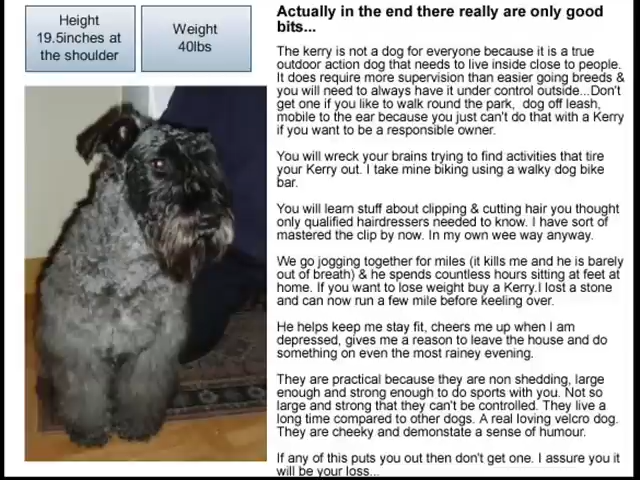 Height
19.5inches at
the shoulder
Weight
40lbs
Actually in the end there really are only good
bits...
The kerry is not a dog for everyone because it is a true
outdoor action dog that needs to live inside close to people.
It does require more supervision than easier going breeds &
you will need to always have it under control outside...Don't
get one if you like to walk round the park,  dog off leash,
mobile to the ear because you just can't do that with a Kerry
if you want to be a responsible owner.
You will wreck your brains trying to find activities that tire
your Kerry out. I take mine biking using a walky dog bike
bar.
You will learn stuff about clipping & cutting hair you thought
only qualified hairdressers needed to know. I have sort of
mastered the clip by now. In my own wee way anyway.
We go jogging together for miles (it kills me and he is barely
out of breath) & he spends countless hours sitting at feet at
home. If you want to lose weight buy a Kerry.I lost a stone
and can now run a few mile before keeling over.
He helps keep me stay fit, cheers me up when I am
depressed, gives me a reason to leave the house and do
something on even the most rainey evening.
They are practical because they are non shedding, large
enough and strong enough to do sports with you. Not so
large and strong that they can't be controlled. They live a
long time compared to other dogs. A real loving velcro dog.
They are cheeky and demonstate a sense of humour.
If any of this puts you out then don't get one. I assure you it
will be your loss...